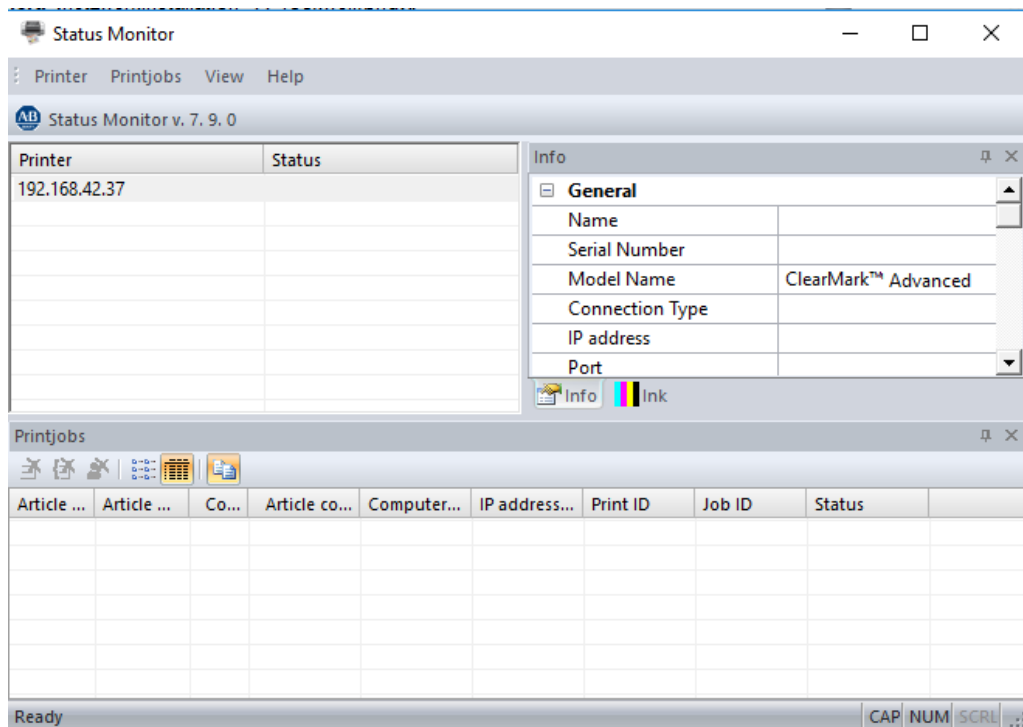 Status Monitor
Printer Printjobs View Help
AB Status Monitor v. 7. 9. 0
Printer Status
192.168.42.37
Info
General
Name
Serial Number
Model Name ClearMark™ Advanced
Connection Type
IP address
Port
Info Ink
Printjobs
Article ... Article ... Co... Article co... Computer... IP address... Print ID Job ID Status
Ready CAP NUM SCRL